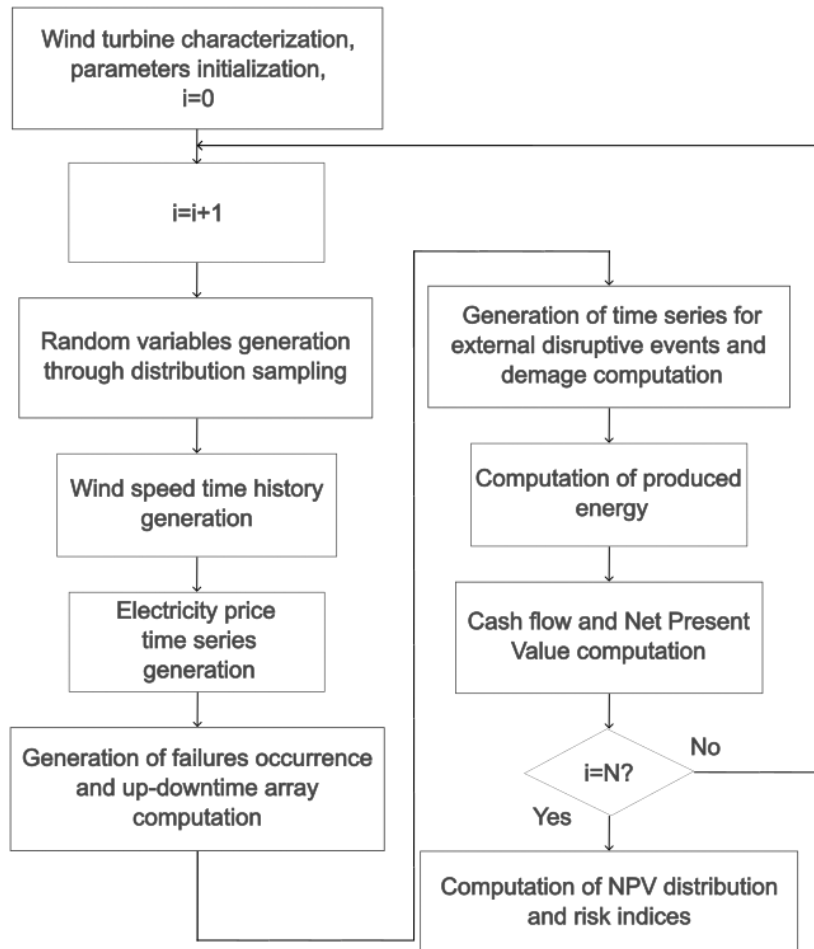 Wind turbine characterization,
parameters initialization,
i=0
i=i+1
Random variables generation
through distribution sampling
Wind speed time history
generation
Electricity price
time series
generation
Generation of failures occurrence
and up-downtime array
computation
Generation of time series for
external disruptive events and
demage computation
Computation of produced
energy
Cash flow and Net Present
Value computation
i=N?
No
Yes
Computation of NPV distribution
and risk indices